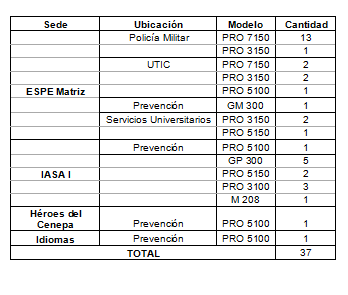 Sede Ubicación Modelo Cantidad
Policía Militar PRO 7150 13
PRO 3150 1
UTIC PRO 7150 2
PRO 3150 2
PRO 5100 1
ESPE Matriz
Prevención GM 300 1
Servicios Universitarios PRO 3150 2
PRO 5150 1
Prevención PRO 5100 1
GP 300 5
IASA I PRO 5150 2
PRO 3100 3
M 208 1
Héroes del
Cenepa Prevención PRO 5100 1
Idiomas Prevención PRO 5100 1
TOTAL 37